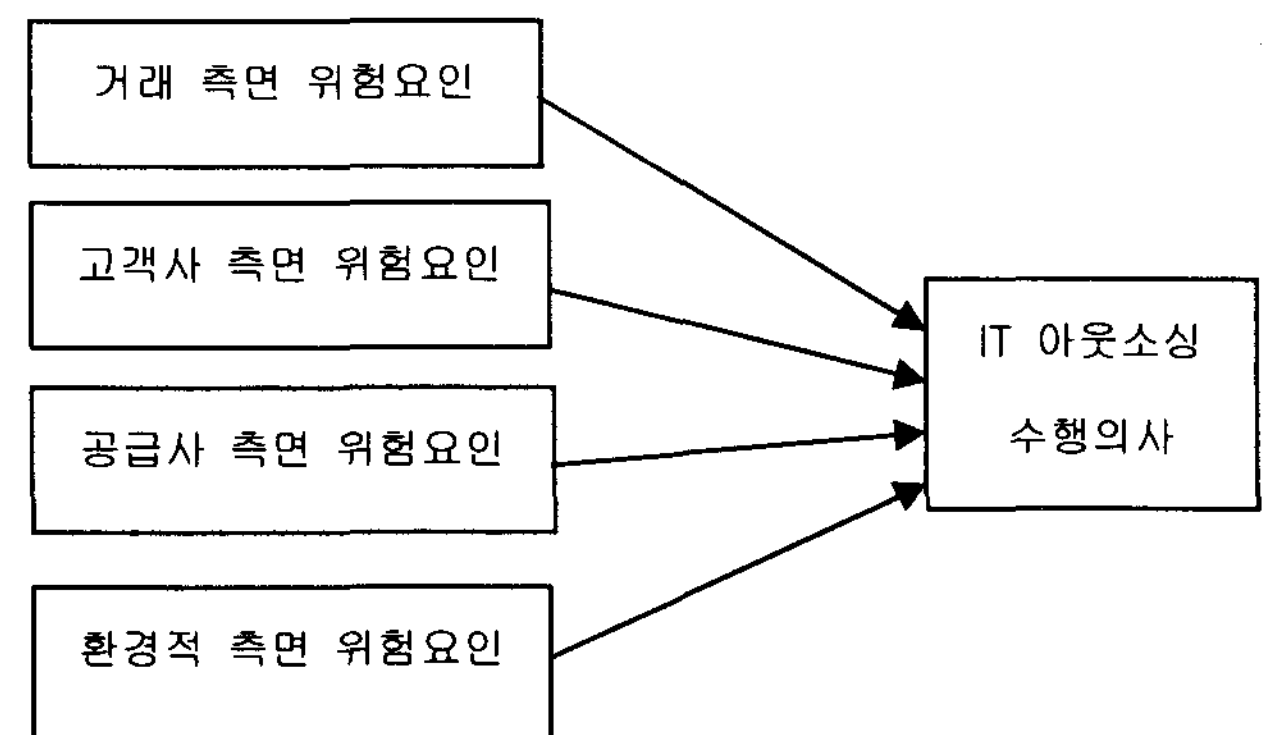 거래 측면 위험요인
고객사 측면 위험요인
공급사 측면 위험요인
환경적 측면 위험요인
IT 아웃소싱
수행의사